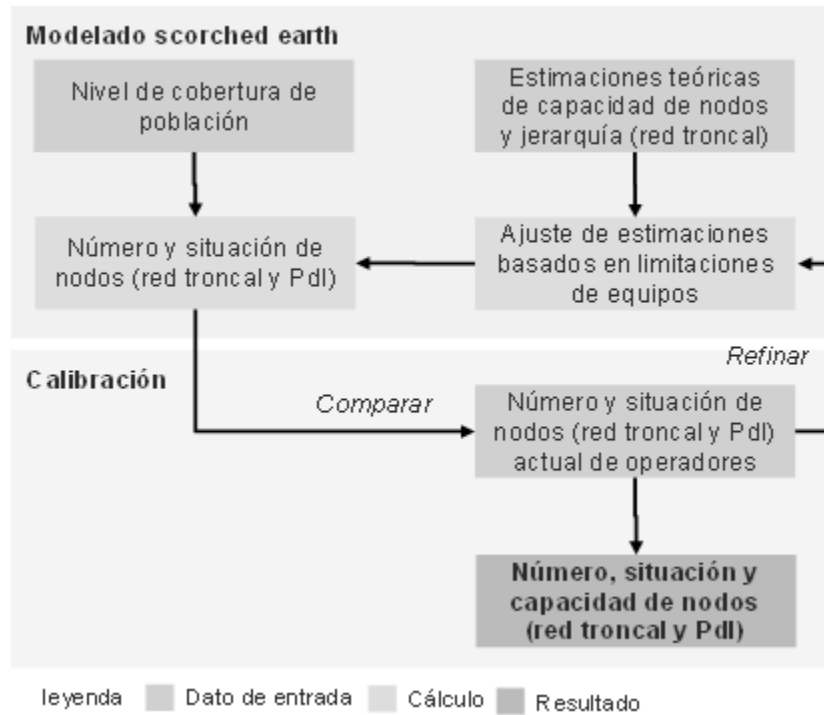 Modelado scorched earth
Nivel de cobertura de
población
Estimaciones teóricas
de capacidad de nodos
y jerarquía (red troncal)
Número y situación de
nodos (red troncal y PdI)
Ajuste de estimaciones
basados en limitaciones
de equipos
Refinar
Calibración
Comparar
Número y situación de
nodos (red troncal y PdI)
actual de operadores
Número, situación y
capacidad de nodos
(red troncal y PdI)
leyenda
Dato de entrada
Cálculo
Resultado